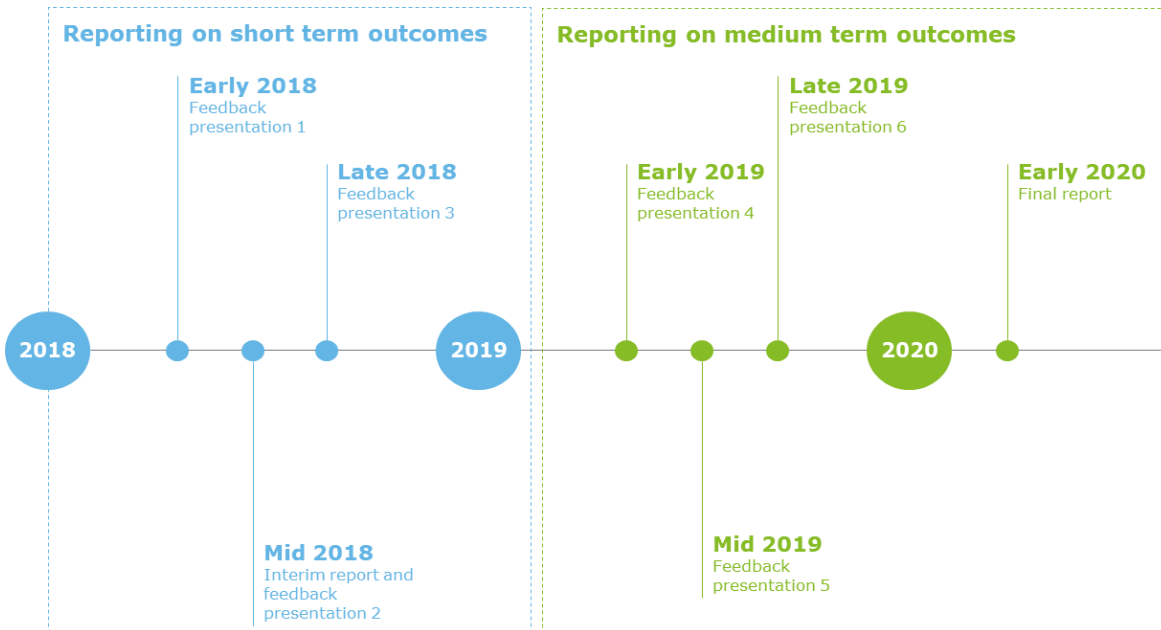 Reporting on short term outcomes
Reporting on medium term outcomes
Early 2018
Feedback
presentation 1
Late 2019
Feedback
presentation 6
Late 2018
Feedback
presentation 3
Early 2019
Feedback
presentation 4
Early 2020
Final report
2018
2019
2020
Mid 2018
Interim report and
feedback
presentation 2
Mid 2019
Feedback
presentation 5